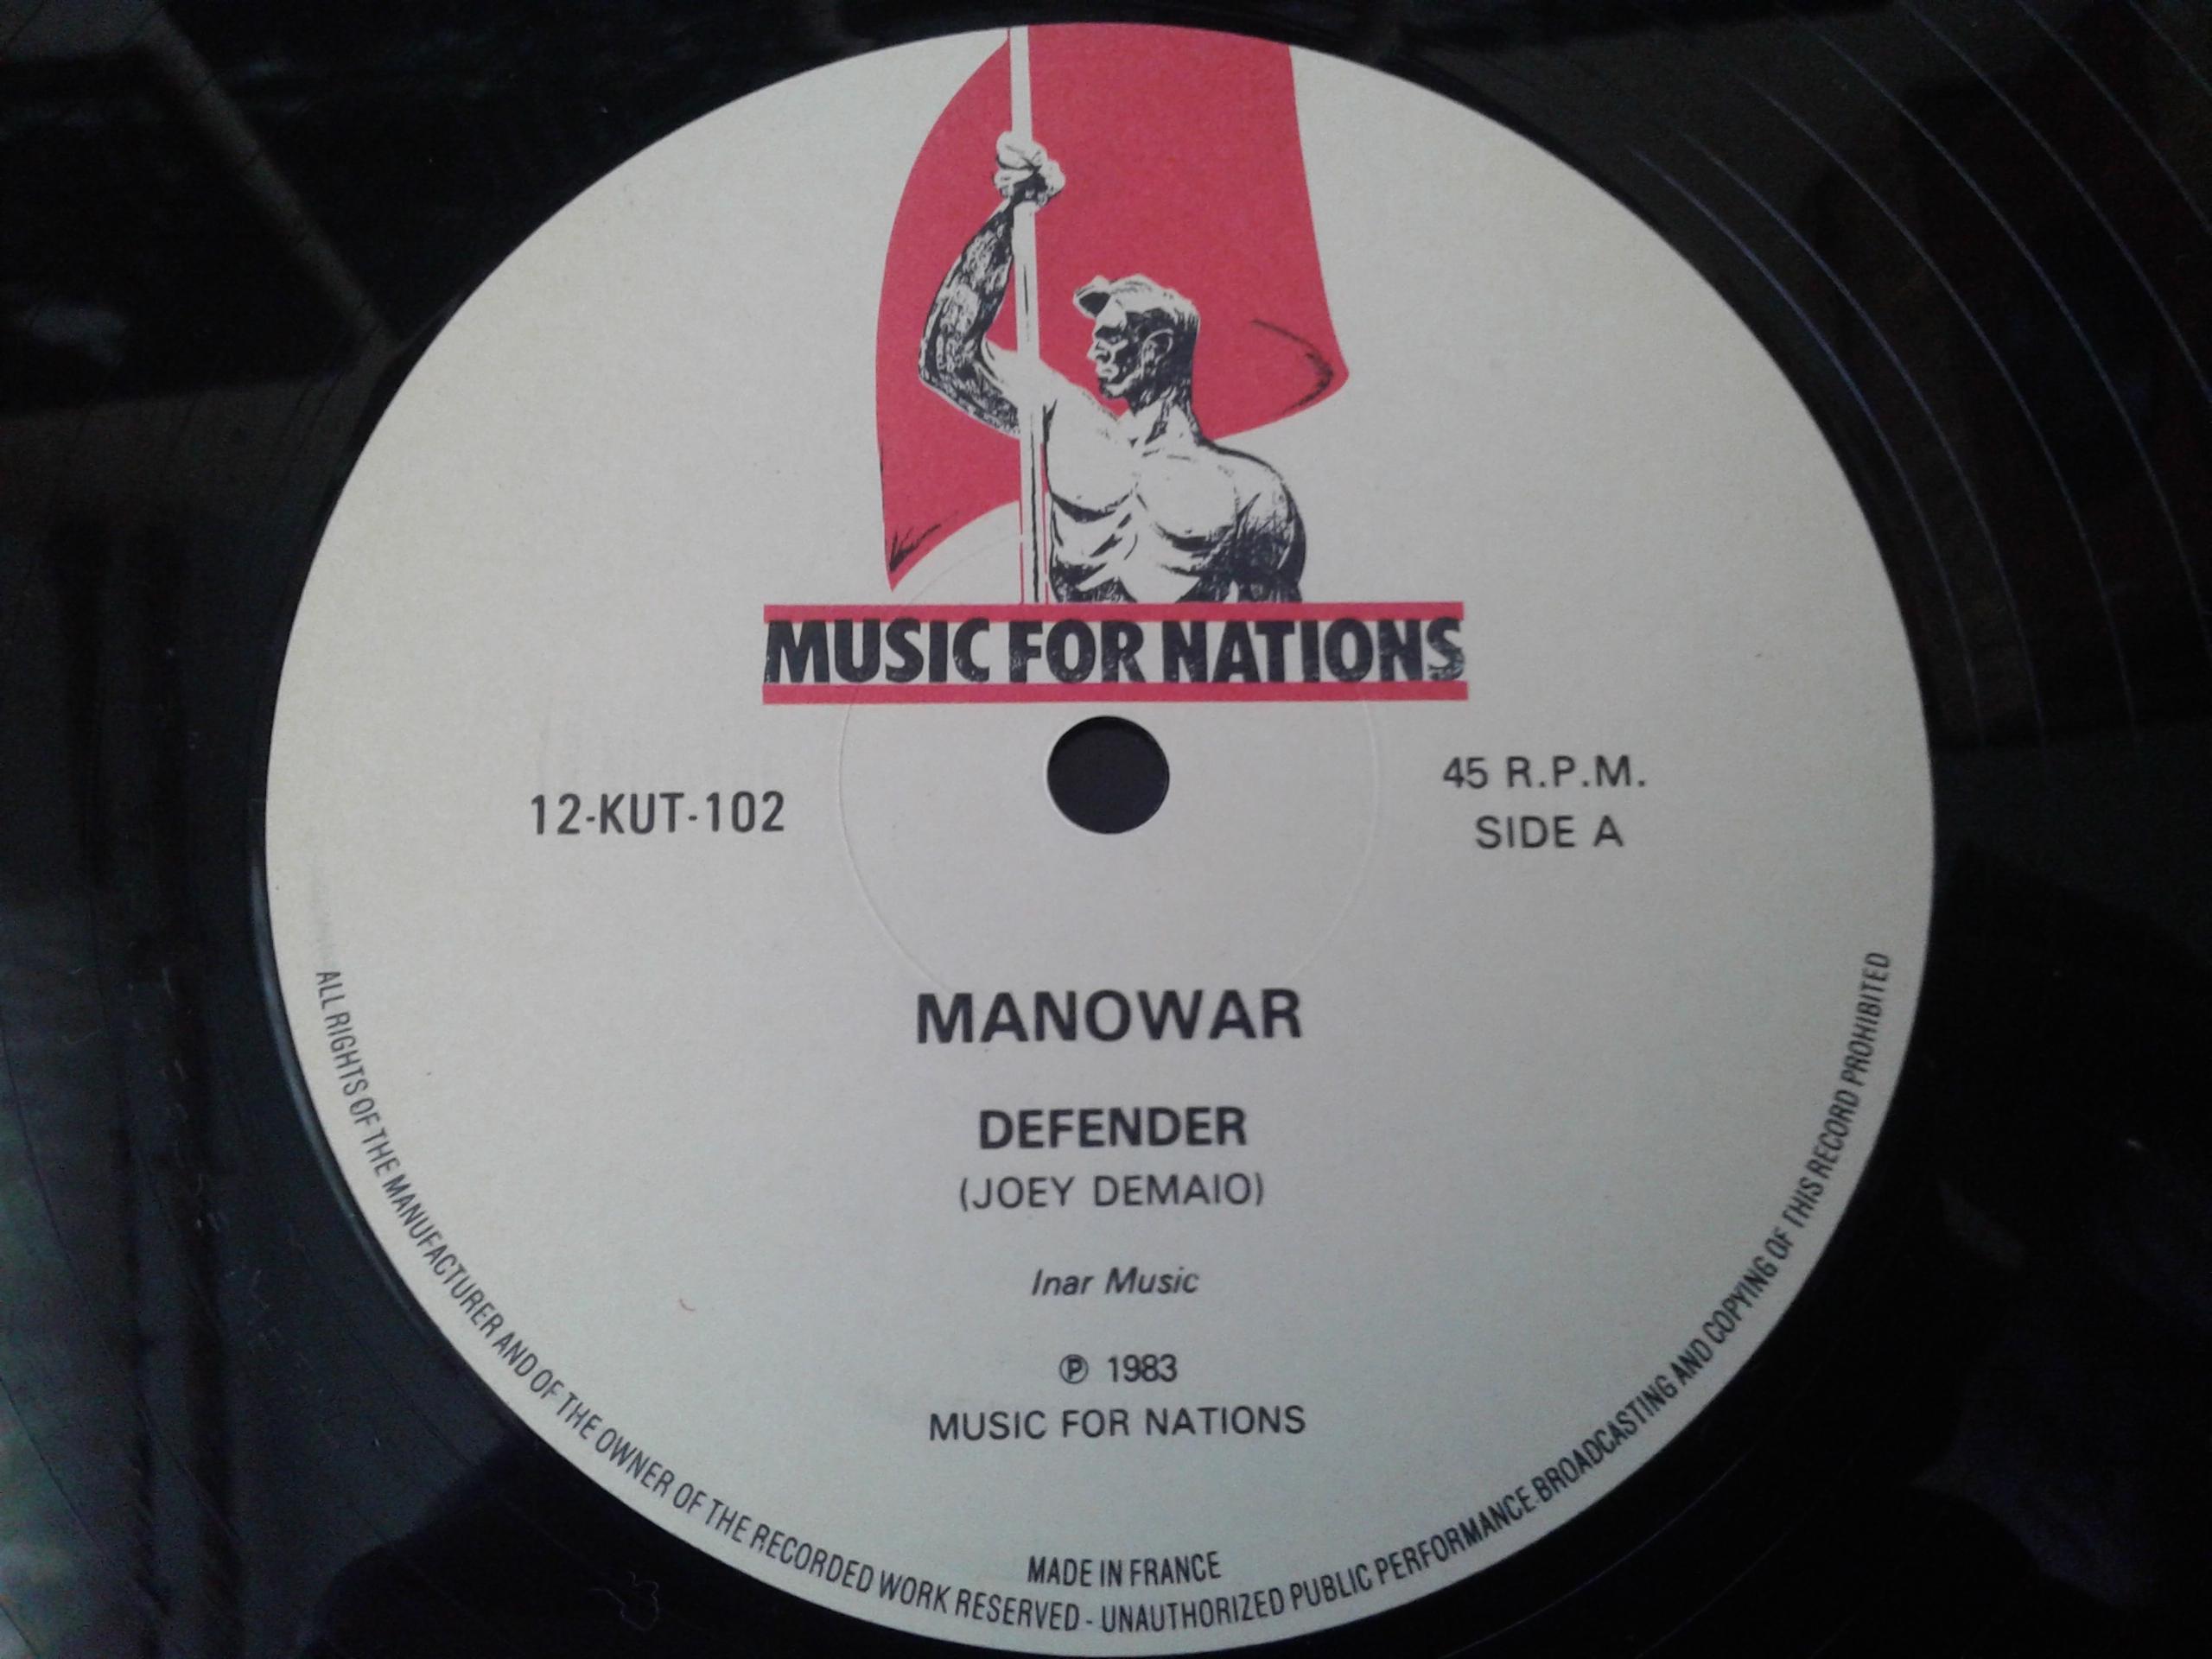 MUSIC FOR NATIONS
12-KUT-102
45 R.P.M.
SIDE A
MANOWAR
DEFENDER
(JOEY DEMAIO)
Inar Music
℗ 1983
MUSIC FOR NATIONS
MADE IN FRANCE
ALL RIGHTS OF THE MANUFACTURER AND OF THE OWNER OF THE RECORDED WORK RESERVED - UNAUTHORIZED PUBLIC PERFORMANCE BROADCASTING AND COPYING OF THIS RECORD PROHIBITED